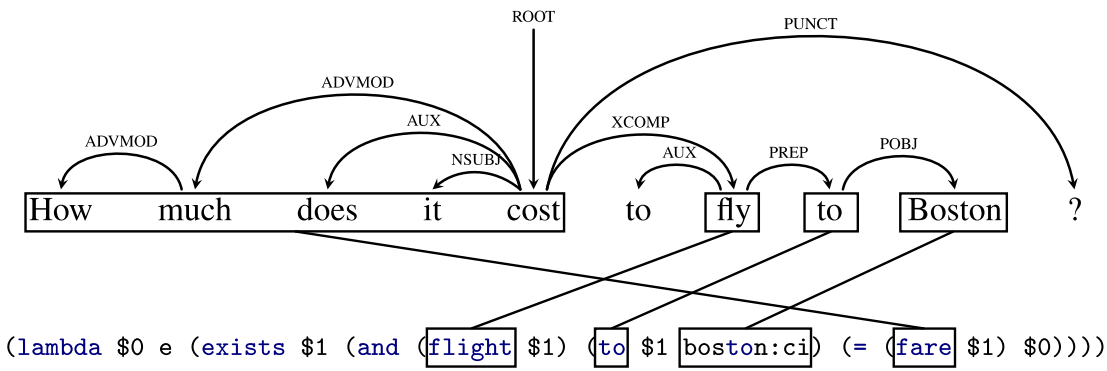 ROOT
PUNCT
ADVMOD
AUX
XCOMP
ADVMOD
NSUBJ
AUX
PREP
POBJ
How much does it cost to fly to Boston ?
(lambda $0 e (exists $1 (and (flight $1) (to $1 boston:ci) (= (fare $1) $0))))